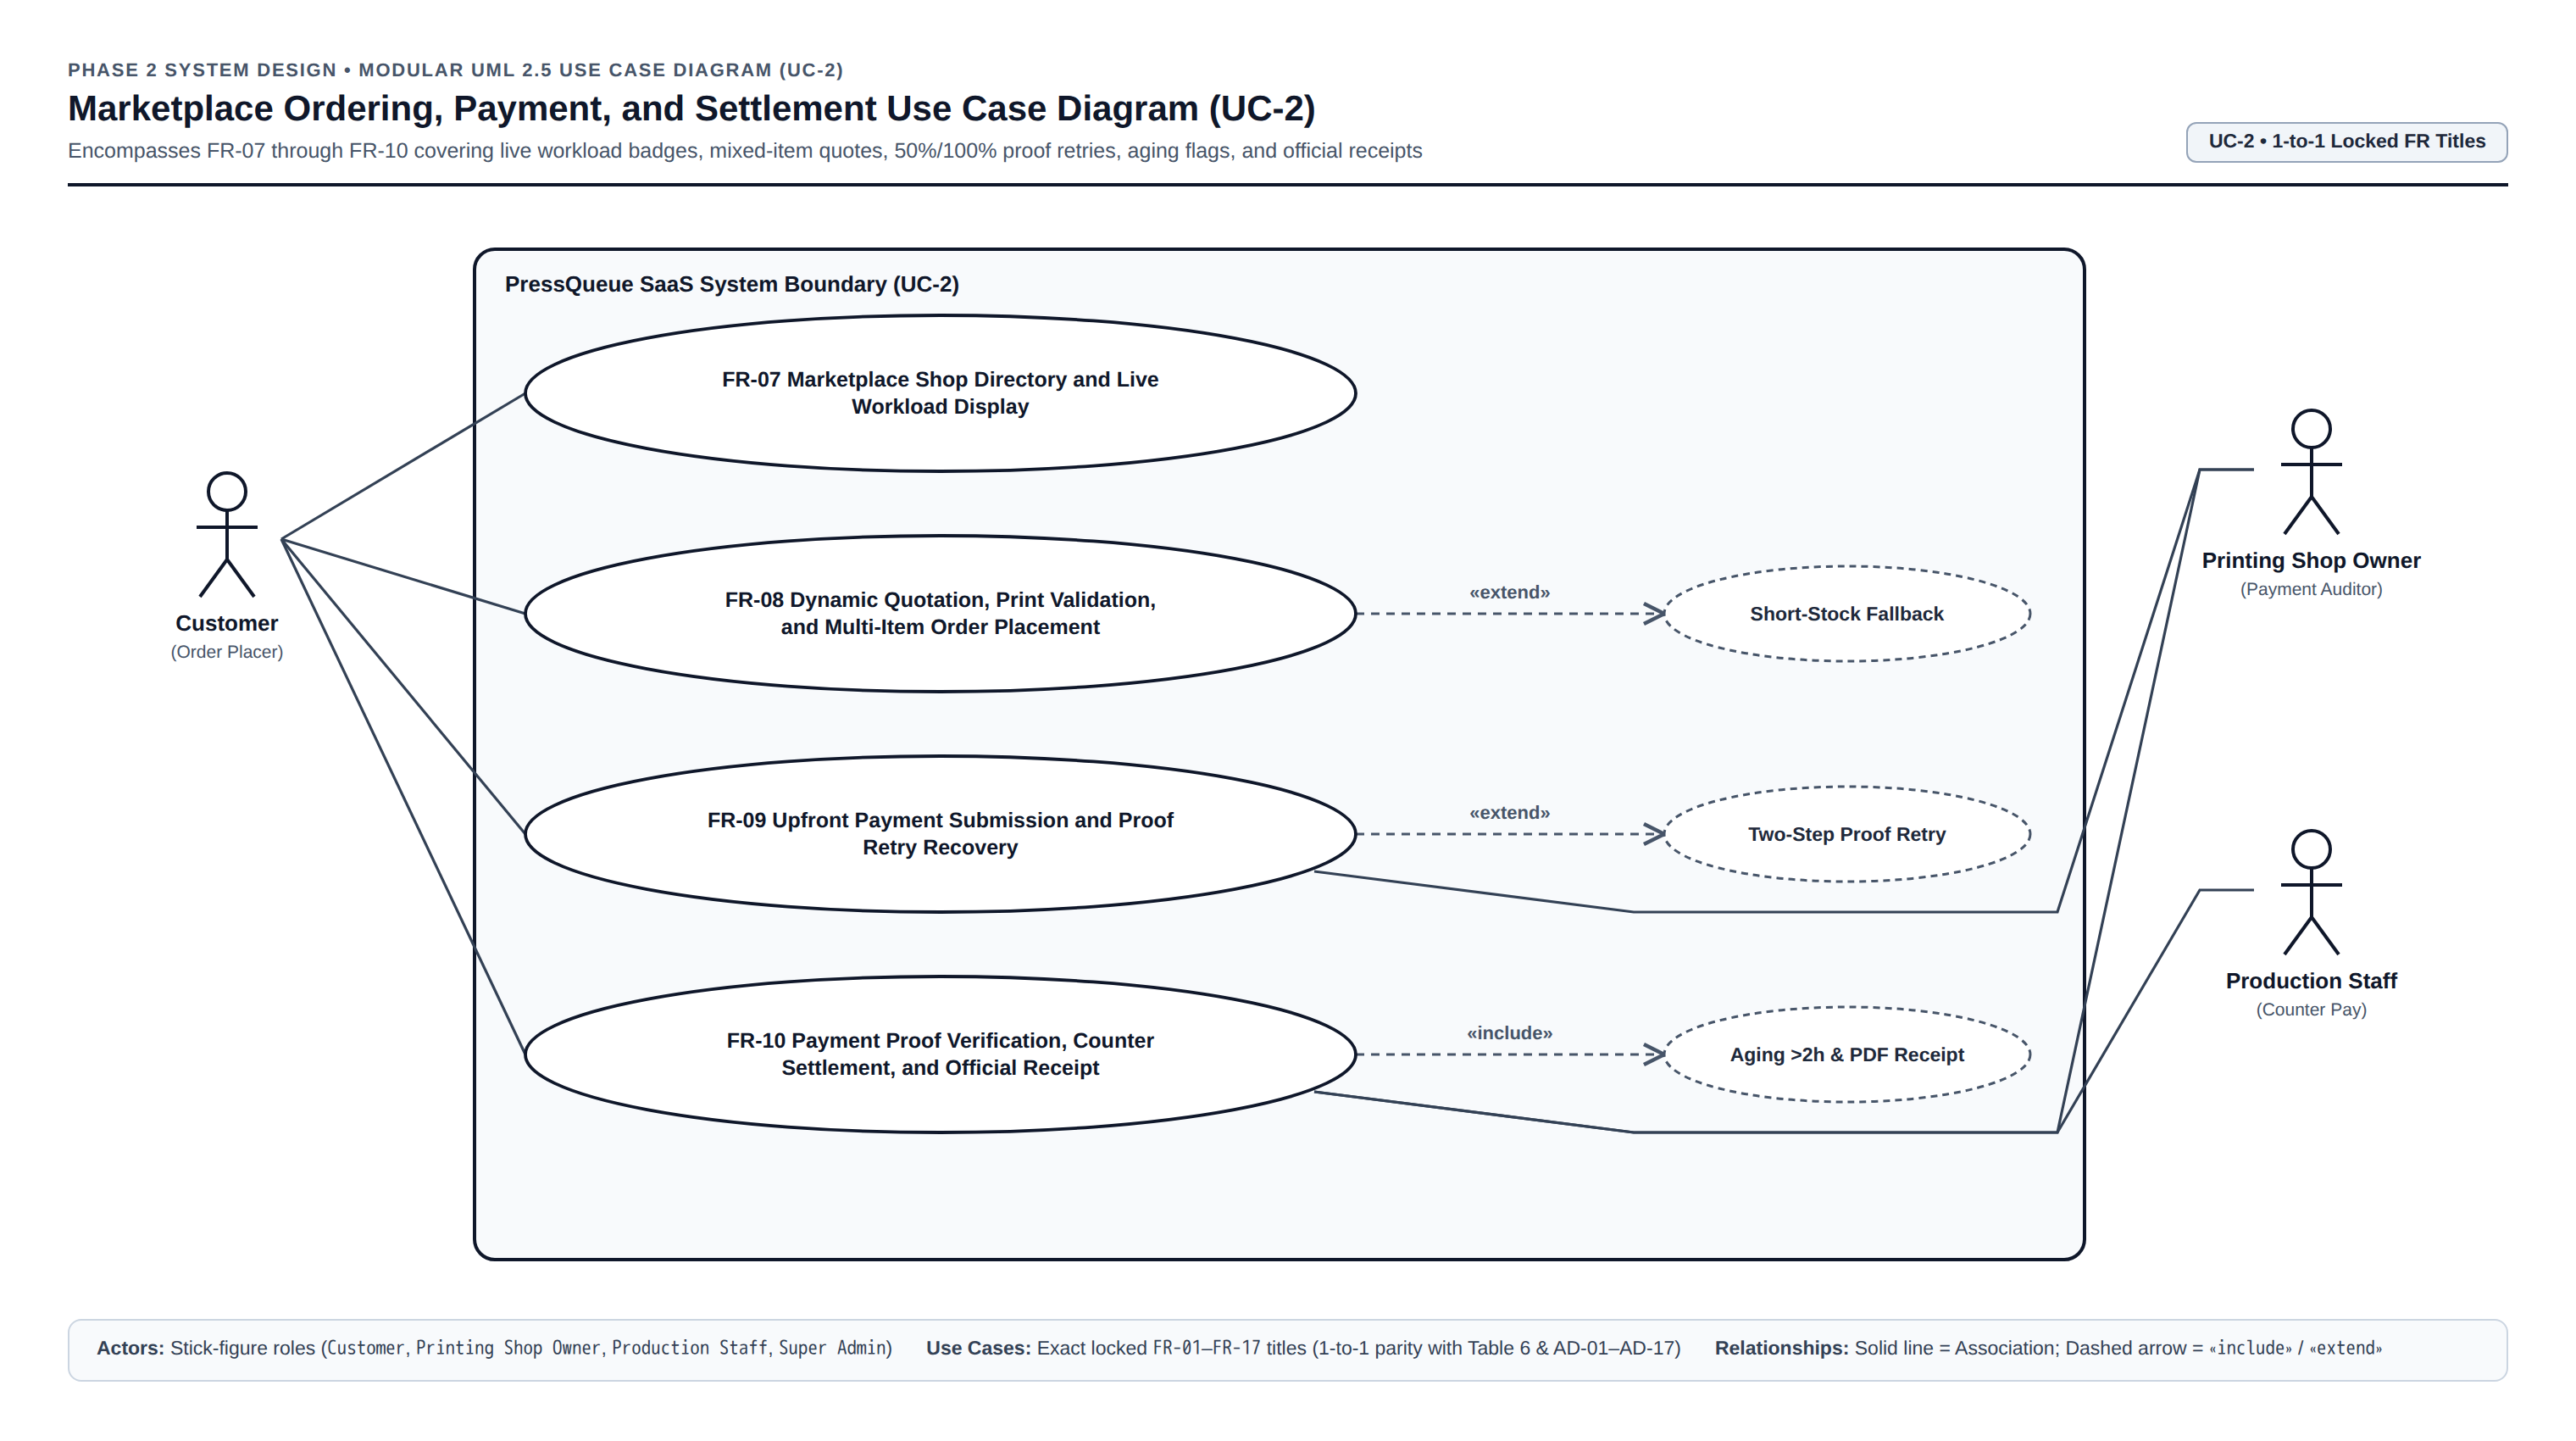 PHASE 2 SYSTEM DESIGN • MODULAR UML 2.5 USE CASE DIAGRAM (UC-2)
Marketplace Ordering, Payment, and Settlement Use Case Diagram (UC-2)
Encompasses FR-07 through FR-10 covering live workload badges, mixed-item quotes, 50%/100% proof retries, aging flags, and official receipts
UC-2 • 1-to-1 Locked FR Titles
PressQueue SaaS System Boundary (UC-2)
FR-07 Marketplace Shop Directory and Live
Workload Display
Customer
(Order Placer)
FR-08 Dynamic Quotation, Print Validation,
and Multi-Item Order Placement
«extend»
Short-Stock Fallback
Printing Shop Owner
(Payment Auditor)
FR-09 Upfront Payment Submission and Proof
Retry Recovery
«extend»
Two-Step Proof Retry
FR-10 Payment Proof Verification, Counter
Settlement, and Official Receipt
«include»
Aging >2h & PDF Receipt
Production Staff
(Counter Pay)
Actors: Stick-figure roles (Customer, Printing Shop Owner, Production Staff, Super Admin) Use Cases: Exact locked FR-01–FR-17 titles (1-to-1 parity with Table 6 & AD-01–AD-17) Relationships: Solid line = Association; Dashed arrow = «include» / «extend»